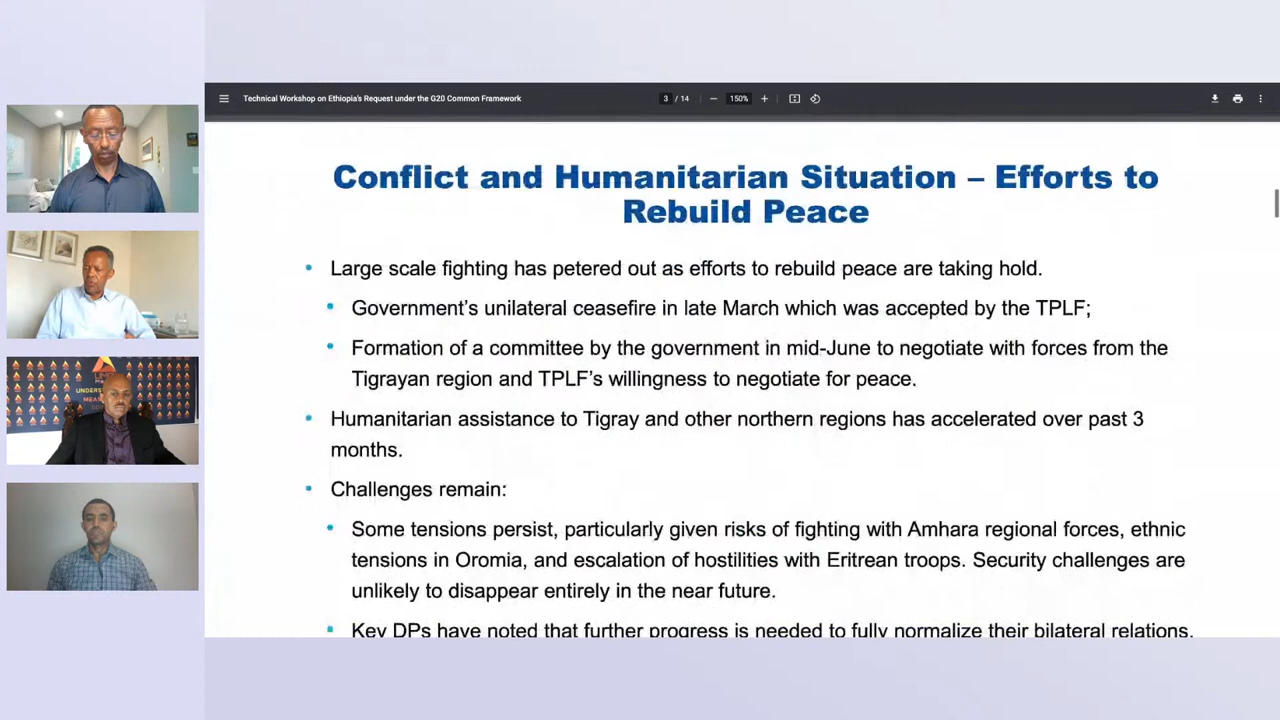 Technical Workshop on Ethiopia's Request under the G20 Common Framework
3 / 14
150%
Conflict and Humanitarian Situation – Efforts to
Rebuild Peace
Large scale fighting has petered out as efforts to rebuild peace are taking hold.
Government's unilateral ceasefire in late March which was accepted by the TPLF;
Formation of a committee by the government in mid-June to negotiate with forces from the
Tigrayan region and TPLF's willingness to negotiate for peace.
Humanitarian assistance to Tigray and other northern regions has accelerated over past 3
months.
Challenges remain:
Some tensions persist, particularly given risks of fighting with Amhara regional forces, ethnic
tensions in Oromia, and escalation of hostilities with Eritrean troops. Security challenges are
unlikely to disappear entirely in the near future.
Key DPs have noted that further progress is needed to fully normalize their bilateral relations.